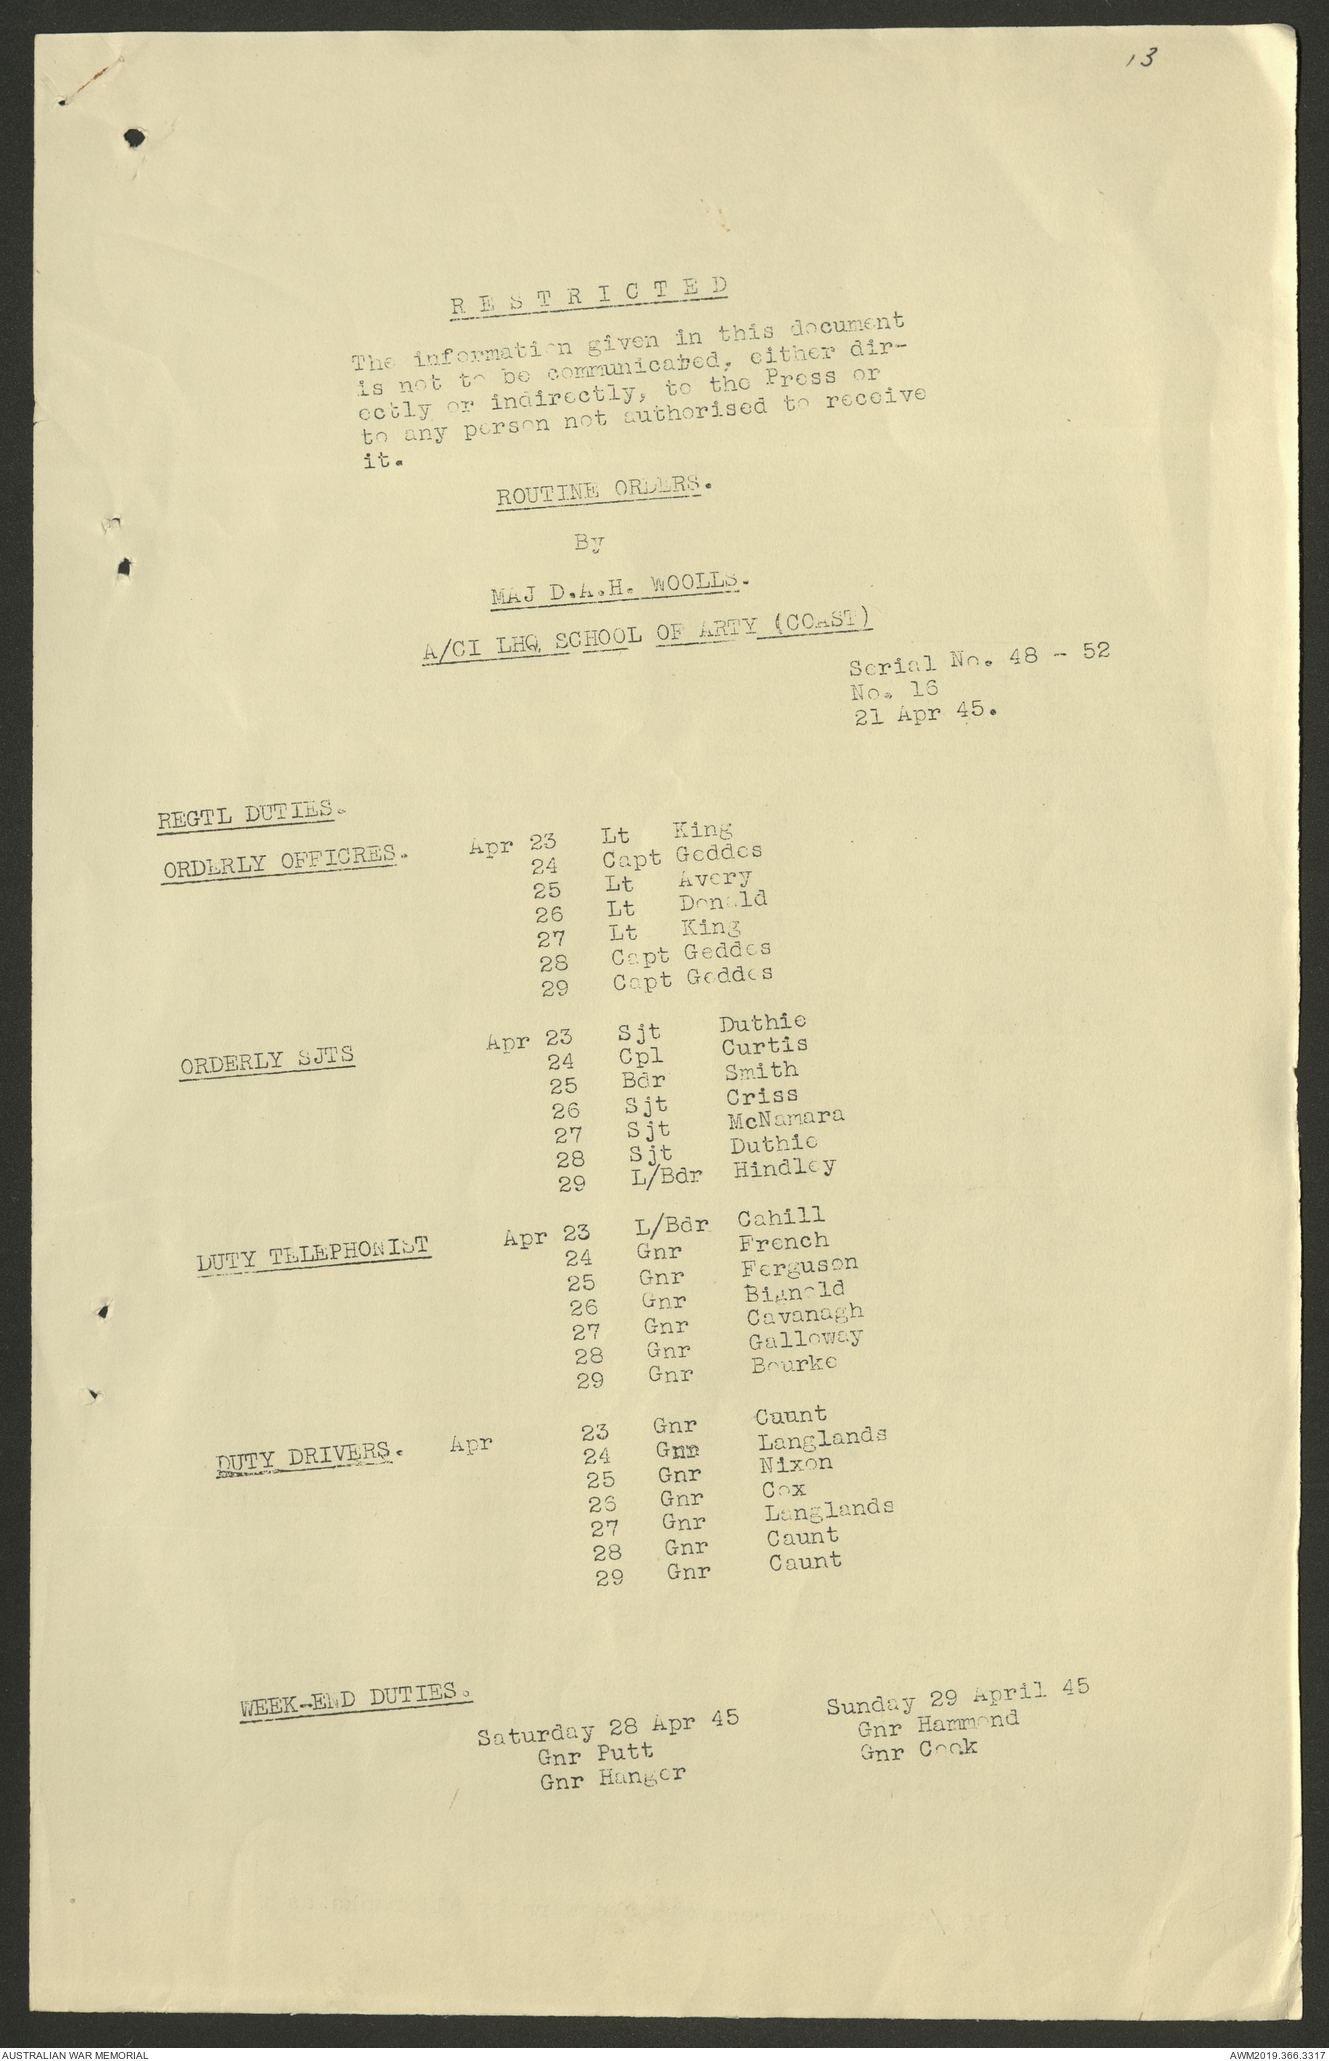 13
R E S T R I C T E D
The information given in this document
is not to be communicated, either dir-
ectly or indirectly, to the Press or
to any person not authorised to receive
it.
ROUTINE ORDERS.
By
MAJ D.A.H. WOOLLS.
A/CI LHQ SCHOOL OF ARTY (COAST)
Serial No. 48 - 52
No. 16
21 Apr 45.
REGTL DUTIES.
ORDERLY OFFICRES. Apr 23 Lt King
24 Capt Geddes
25 Lt Avery
26 Lt Donald
27 Lt King
28 Capt Geddes
29 Capt Geddes
ORDERLY SJTS Apr 23 Sjt Duthie
24 Cpl Curtis
25 Bdr Smith
26 Sjt Criss
27 Sjt McNamara
28 Sjt Duthie
29 L/Bdr Hindley
DUTY TELEPHONIST Apr 23 L/Bdr Cahill
24 Gnr French
25 Gnr Ferguson
26 Gnr Bignold
27 Gnr Cavanagh
28 Gnr Galloway
29 Gnr Bourke
DUTY DRIVERS. Apr 23 Gnr Caunt
24 Gnr Langlands
25 Gnr Nixon
26 Gnr Cox
27 Gnr Langlands
28 Gnr Caunt
29 Gnr Caunt
WEEK-END DUTIES.
Saturday 28 Apr 45 Sunday 29 April 45
Gnr Putt Gnr Hammond
Gnr Hanger Gnr Cook
AUSTRALIAN WAR MEMORIAL AWM2019.366.3317